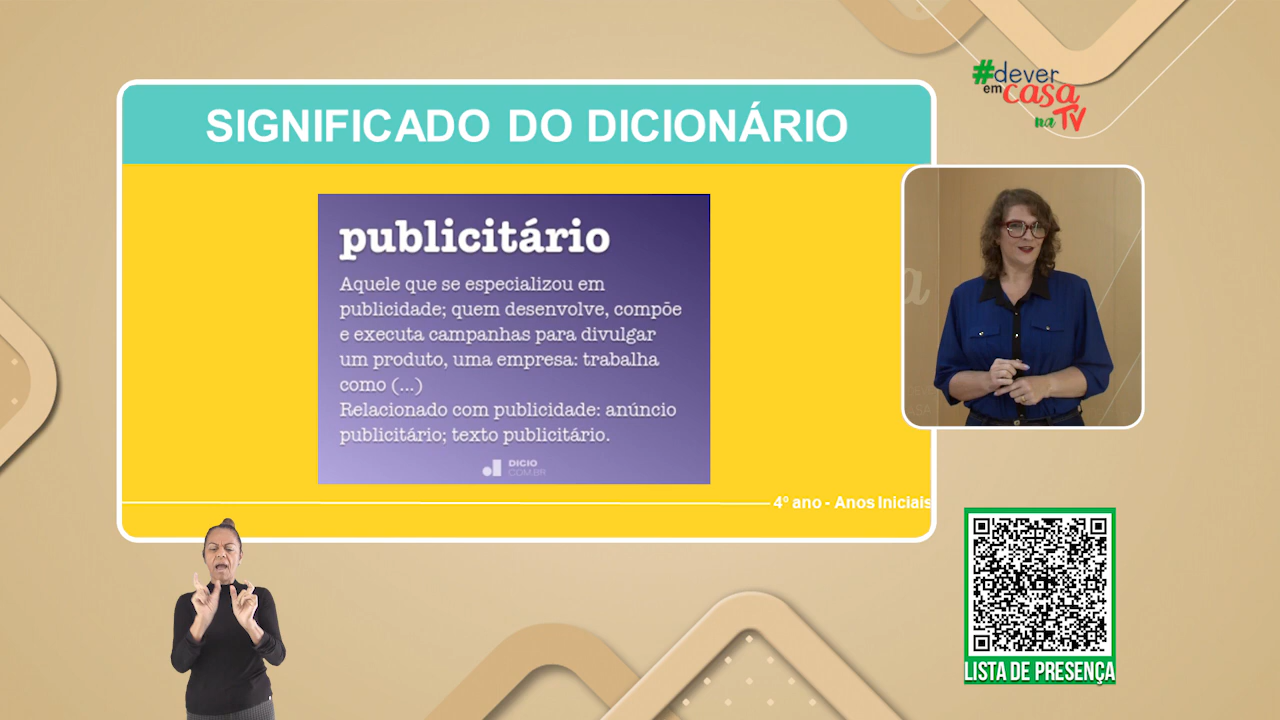 #dever
em casa
na TV
SIGNIFICADO DO DICIONÁRIO
publicitário
Aquele que se especializou em
publicidade; quem desenvolve, compõe
e executa campanhas para divulgar
um produto, uma empresa: trabalha
como (...)
Relacionado com publicidade: anúncio
publicitário; texto publicitário.
DICIO
COM.BR
4º ano - Anos Iniciais
LISTA DE PRESENÇA